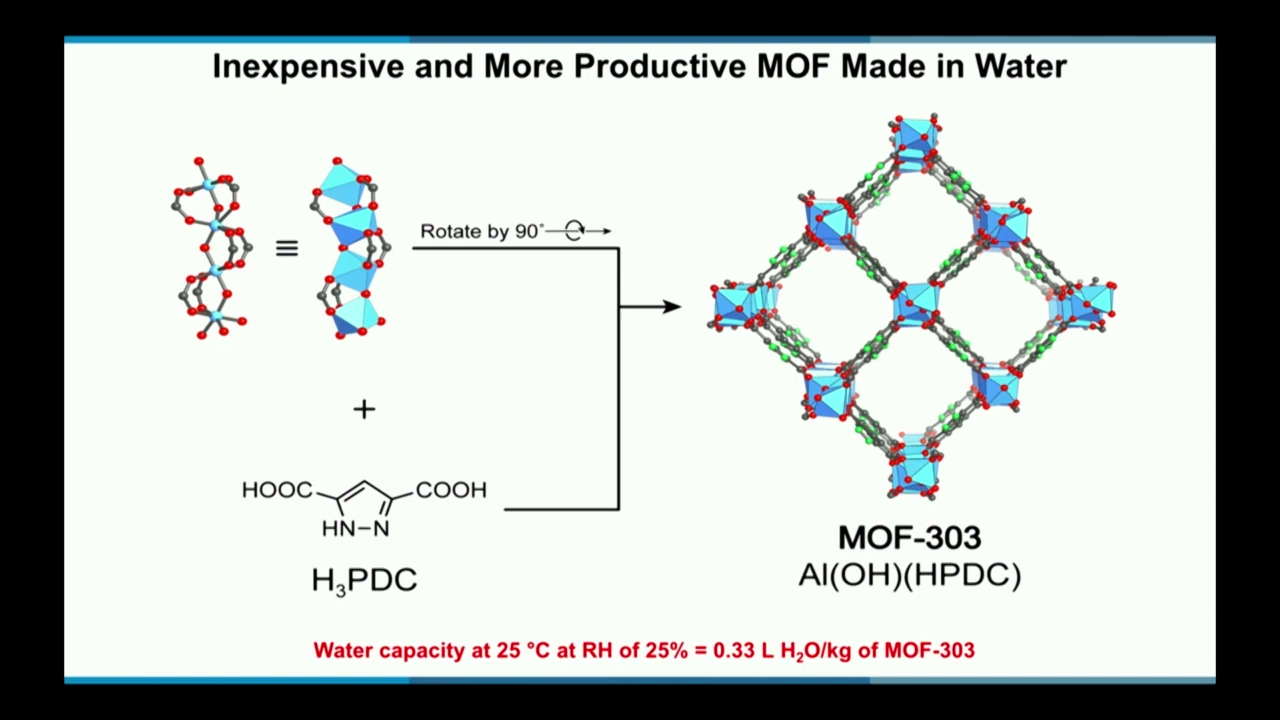 Inexpensive and More Productive MOF Made in Water
Rotate by 90°
≡
+
HOOC
COOH
HN–N
H₃PDC
MOF-303
Al(OH)(HPDC)
Water capacity at 25 °C at RH of 25% = 0.33 L H₂O/kg of MOF-303